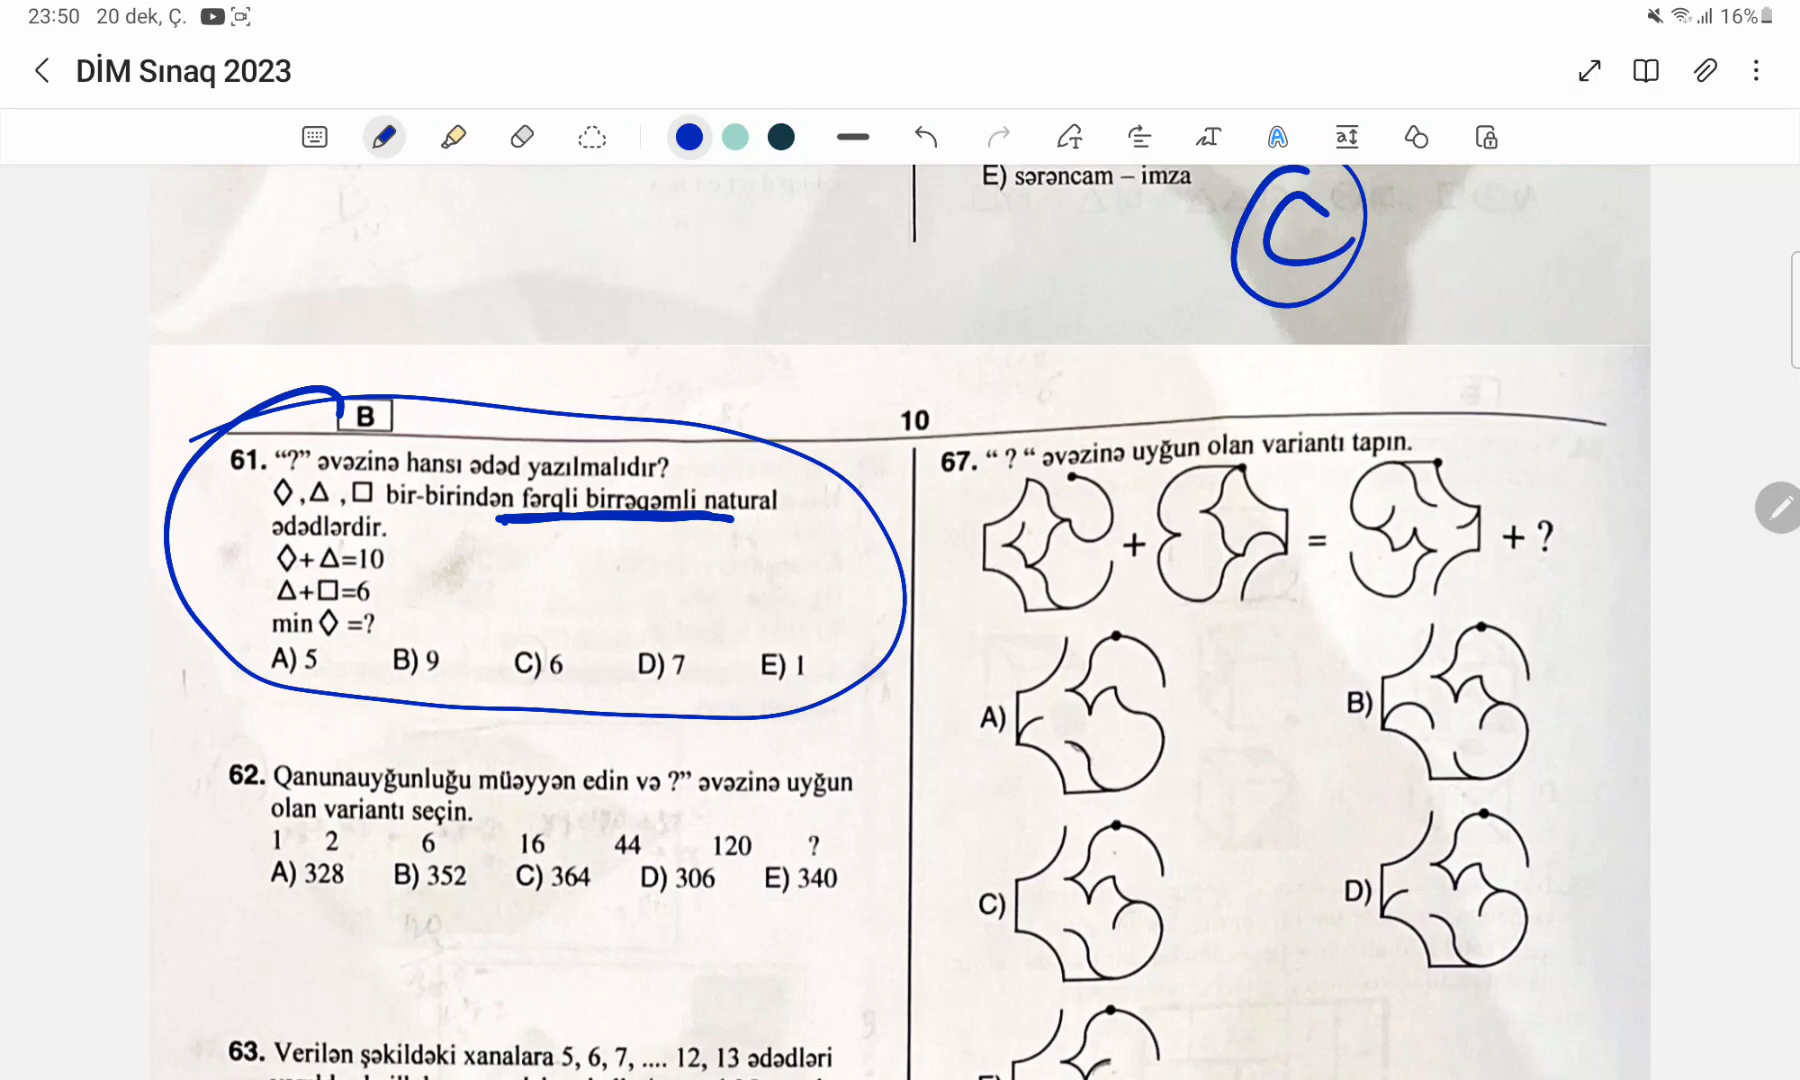 23:50 20 dek, Ç.
16%
DİM Sınaq 2023
E) sərəncam – imza
C
B
10
61. “?” əvəzinə hansı ədəd yazılmalıdır?
◊ , △ , □ bir-birindən fərqli birrəqəmli natural
ədədlərdir.
◊+△=10
△+□=6
min ◊ =?
A) 5 B) 9 C) 6 D) 7 E) 1
62. Qanunauyğunluğu müəyyən edin və ?” əvəzinə uyğun
olan variantı seçin.
1 2 6 16 44 120 ?
A) 328 B) 352 C) 364 D) 306 E) 340
63. Verilən şəkildəki xanalara 5, 6, 7, .... 12, 13 ədədləri
67. “ ? “ əvəzinə uyğun olan variantı tapın.
+ = + ?
A) B)
C) D)